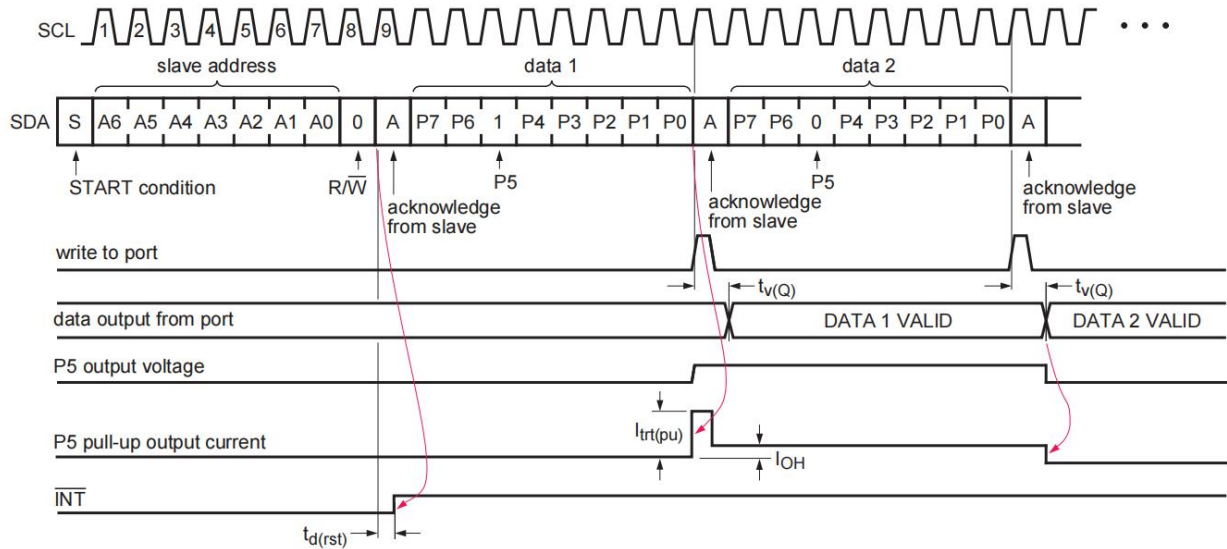 SCL 1 2 3 4 5 6 7 8 9 • • •
slave address data 1 data 2
SDA S A6 A5 A4 A3 A2 A1 A0 0 A P7 P6 1 P4 P3 P2 P1 P0 A P7 P6 0 P4 P3 P2 P1 P0 A
START condition R/W̅ P5 P5
acknowledge from slave
acknowledge from slave
acknowledge from slave
write to port
tv(Q) tv(Q)
data output from port DATA 1 VALID DATA 2 VALID
P5 output voltage
P5 pull-up output current Itrt(pu) IOH
I̅N̅T̅
td(rst)